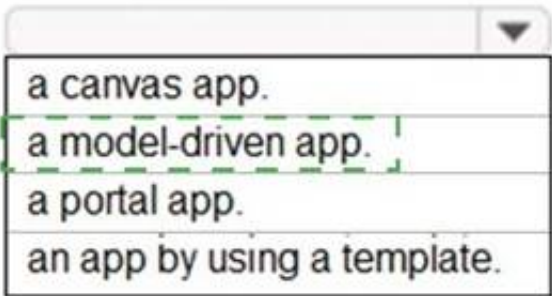 a canvas app.
a model-driven app.
a portal app.
an app by using a template.